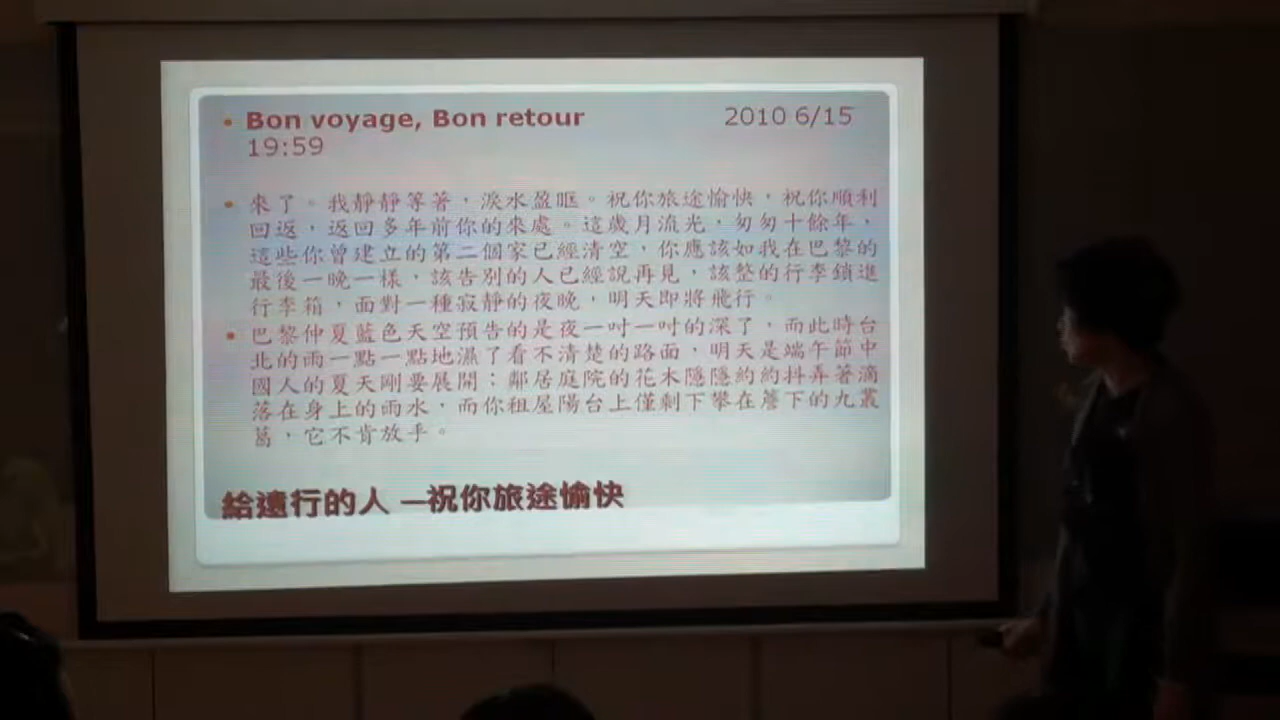 Bon voyage, Bon retour 2010 6/15
19:59
來了。我靜靜等著，淚水盈眶。祝你旅途愉快，祝你順利
回返，返回多年前你的來處。這歲月流光，匆匆十餘年，
這些你曾建立的第二個家已經清空，你應該如我在巴黎的
最後一晚一樣，該告別的人已經說再見，該整的行李鎖進
行李箱，面對一種寂靜的夜晚，明天即將飛行。
巴黎仲夏藍色天空預告的是夜一吋一吋的深了，而此時台
北的雨一點一點地濕了看不清楚的路面，明天是端午節中
國人的夏天剛要展開；鄰居庭院的花木隱隱約約抖弄著滴
落在身上的雨水，而你租屋陽台上僅剩下攀在簷下的九叢
葛，它不肯放手。
給遠行的人 —祝你旅途愉快